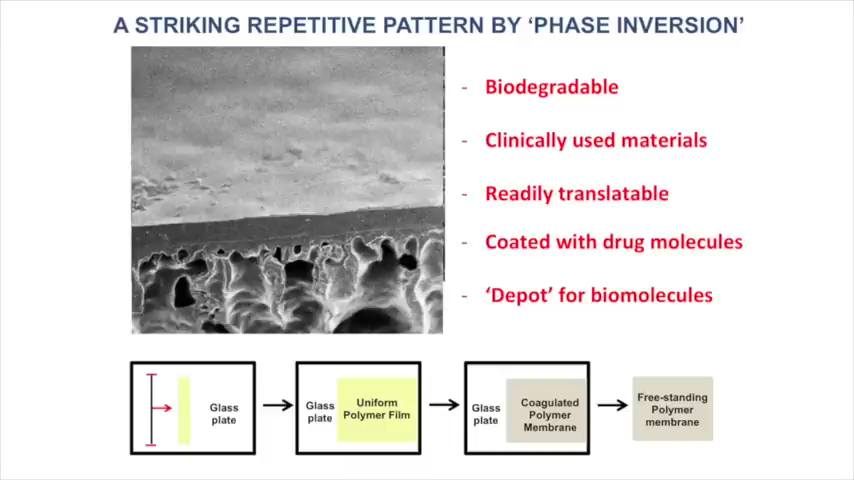 A STRIKING REPETITIVE PATTERN BY ‘PHASE INVERSION’
- Biodegradable
- Clinically used materials
- Readily translatable
- Coated with drug molecules
- ‘Depot’ for biomolecules
Glass
plate
Glass
plate
Uniform
Polymer Film
Glass
plate
Coagulated
Polymer
Membrane
Free-standing
Polymer
membrane